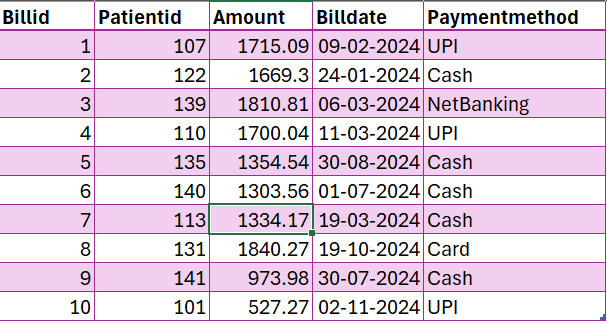 Billid Patientid Amount Billdate Paymentmethod
1 107 1715.09 09-02-2024 UPI
2 122 1669.3 24-01-2024 Cash
3 139 1810.81 06-03-2024 NetBanking
4 110 1700.04 11-03-2024 UPI
5 135 1354.54 30-08-2024 Cash
6 140 1303.56 01-07-2024 Cash
7 113 1334.17 19-03-2024 Cash
8 131 1840.27 19-10-2024 Card
9 141 973.98 30-07-2024 Cash
10 101 527.27 02-11-2024 UPI